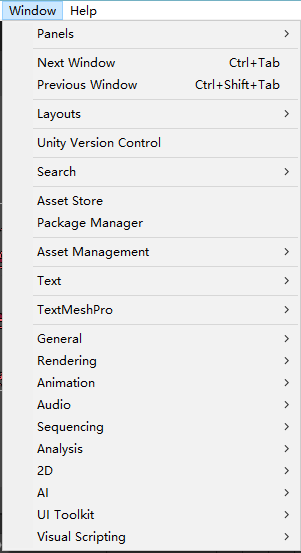 Window Help
Panels
Next Window Ctrl+Tab
Previous Window Ctrl+Shift+Tab
Layouts
Unity Version Control
Search
Asset Store
Package Manager
Asset Management
Text
TextMeshPro
General
Rendering
Animation
Audio
Sequencing
Analysis
2D
AI
UI Toolkit
Visual Scripting